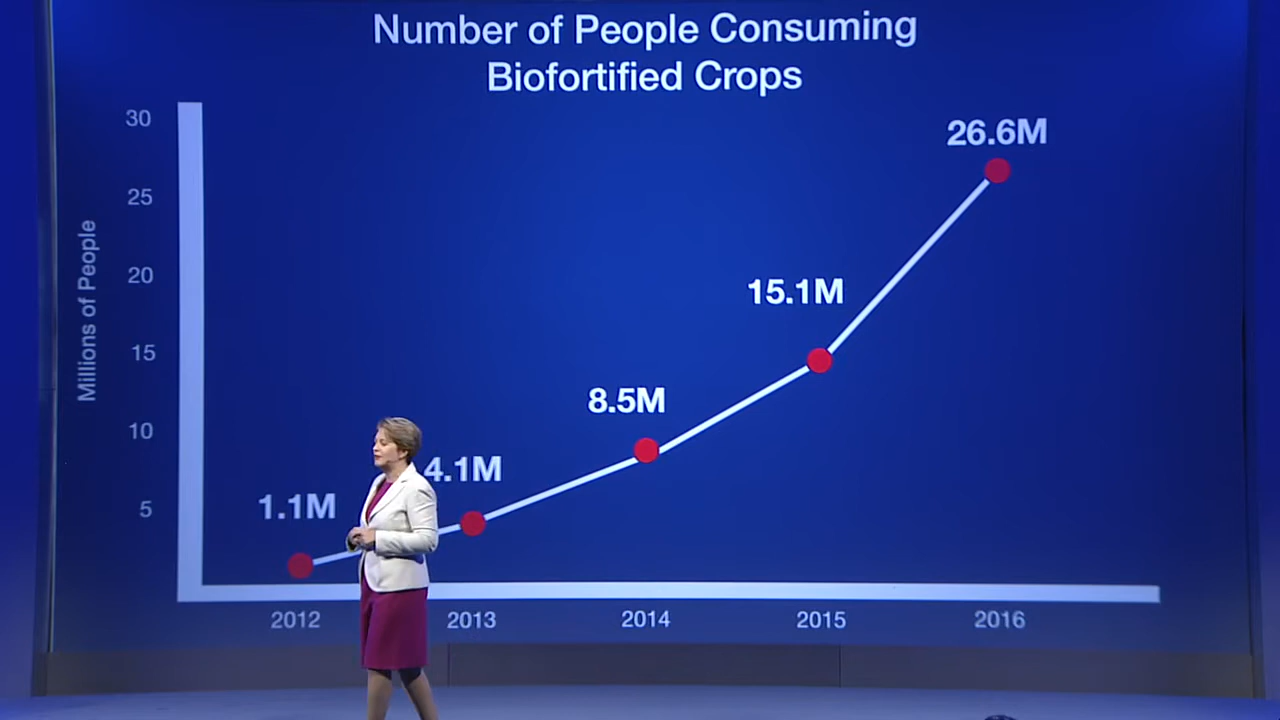 Number of People Consuming
Biofortified Crops
Millions of People
30
25
20
15
10
5
1.1M
4.1M
8.5M
15.1M
26.6M
2012
2013
2014
2015
2016